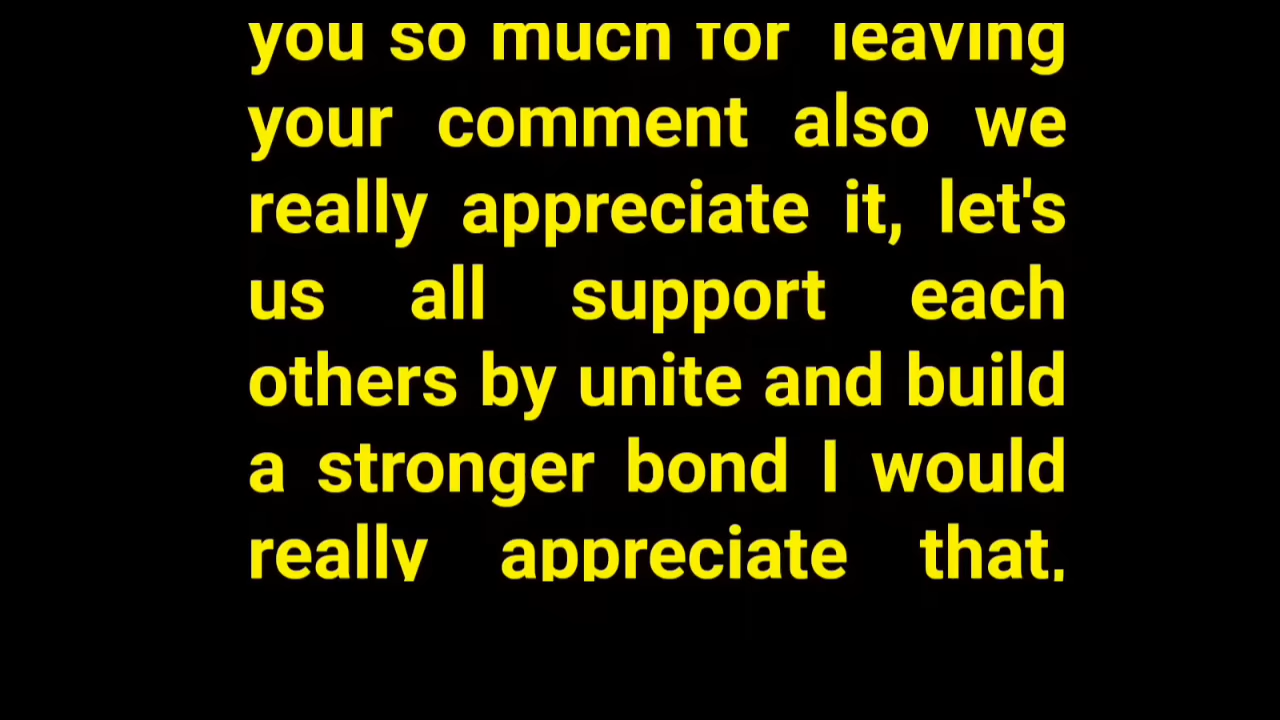 you so much for leaving
your comment also we
really appreciate it, let's
us all support each
others by unite and build
a stronger bond I would
really appreciate that,